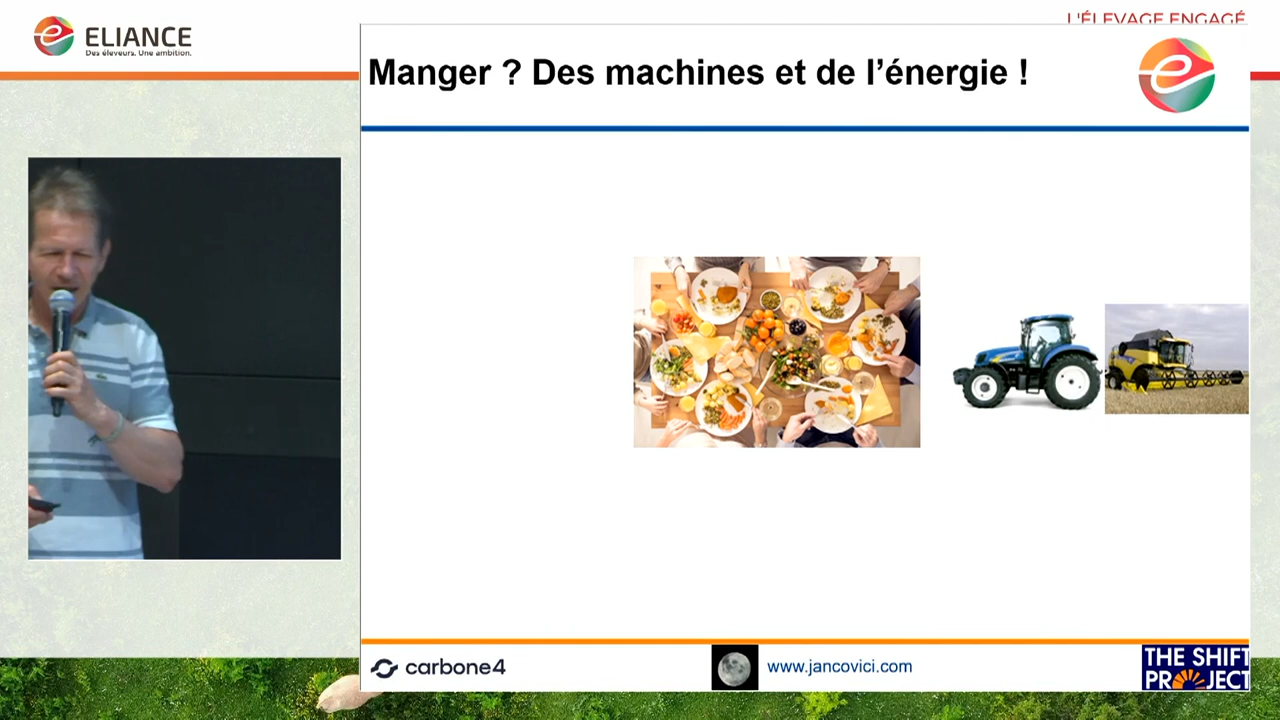 ELIANCE
Des éleveurs. Une ambition.
L'ÉLEVAGE ENGAGÉ
Manger ? Des machines et de l'énergie !
carbone4
www.jancovici.com
THE SHIFT
PROJECT